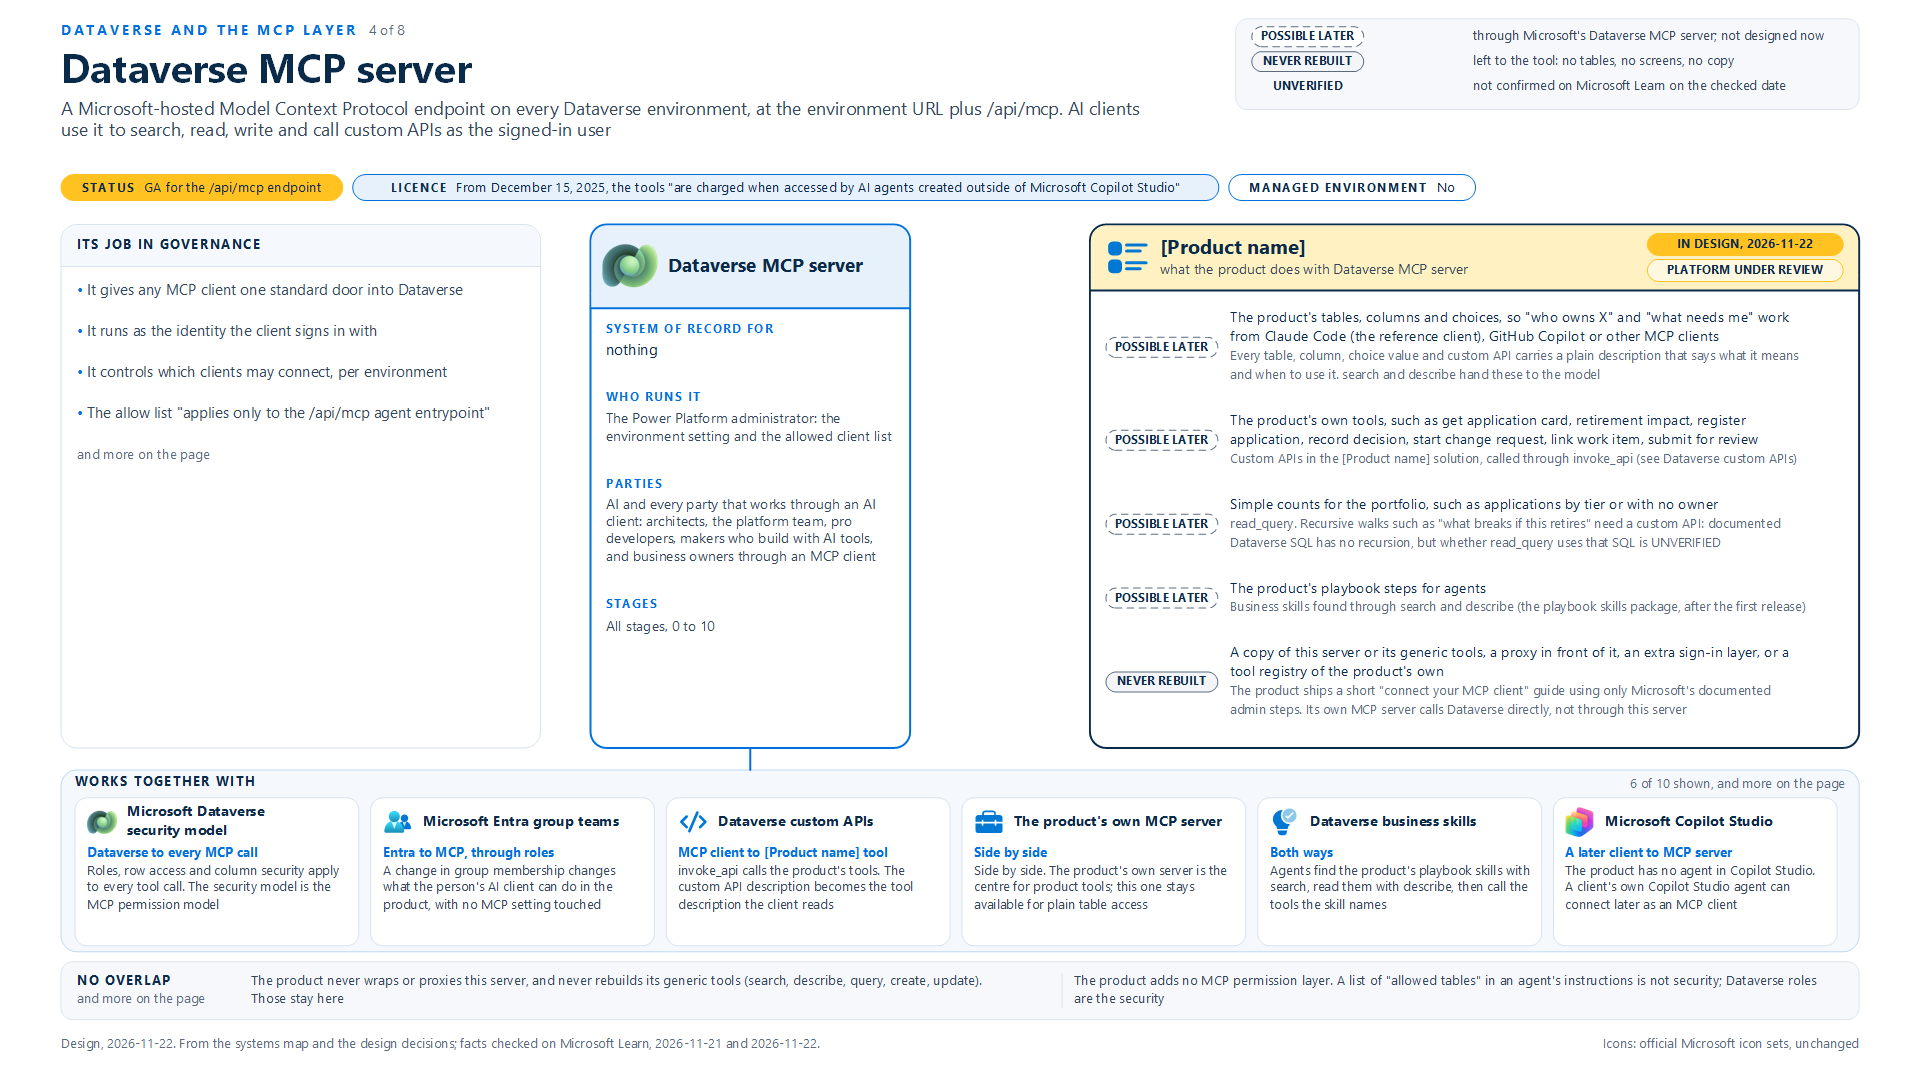 DATAVERSE AND THE MCP LAYER 4 of 8
Dataverse MCP server
A Microsoft-hosted Model Context Protocol endpoint on every Dataverse environment, at the environment URL plus /api/mcp. AI clients
use it to search, read, write and call custom APIs as the signed-in user
POSSIBLE LATER through Microsoft's Dataverse MCP server; not designed now
NEVER REBUILT left to the tool: no tables, no screens, no copy
UNVERIFIED not confirmed on Microsoft Learn on the checked date
STATUS GA for the /api/mcp endpoint
LICENCE From December 15, 2025, the tools "are charged when accessed by AI agents created outside of Microsoft Copilot Studio"
MANAGED ENVIRONMENT No
ITS JOB IN GOVERNANCE
• It gives any MCP client one standard door into Dataverse
• It runs as the identity the client signs in with
• It controls which clients may connect, per environment
• The allow list "applies only to the /api/mcp agent entrypoint"
and more on the page
Dataverse MCP server
SYSTEM OF RECORD FOR
nothing
WHO RUNS IT
The Power Platform administrator: the
environment setting and the allowed client list
PARTIES
AI and every party that works through an AI
client: architects, the platform team, pro
developers, makers who build with AI tools,
and business owners through an MCP client
STAGES
All stages, 0 to 10
[Product name]
what the product does with Dataverse MCP server
IN DESIGN, 2026-11-22
PLATFORM UNDER REVIEW
POSSIBLE LATER
The product's tables, columns and choices, so "who owns X" and "what needs me" work
from Claude Code (the reference client), GitHub Copilot or other MCP clients
Every table, column, choice value and custom API carries a plain description that says what it means
and when to use it. search and describe hand these to the model
POSSIBLE LATER
The product's own tools, such as get application card, retirement impact, register
application, record decision, start change request, link work item, submit for review
Custom APIs in the [Product name] solution, called through invoke_api (see Dataverse custom APIs)
POSSIBLE LATER
Simple counts for the portfolio, such as applications by tier or with no owner
read_query. Recursive walks such as "what breaks if this retires" need a custom API: documented
Dataverse SQL has no recursion, but whether read_query uses that SQL is UNVERIFIED
POSSIBLE LATER
The product's playbook steps for agents
Business skills found through search and describe (the playbook skills package, after the first release)
NEVER REBUILT
A copy of this server or its generic tools, a proxy in front of it, an extra sign-in layer, or a
tool registry of the product's own
The product ships a short "connect your MCP client" guide using only Microsoft's documented
admin steps. Its own MCP server calls Dataverse directly, not through this server
WORKS TOGETHER WITH
6 of 10 shown, and more on the page
Microsoft Dataverse
security model
Dataverse to every MCP call
Roles, row access and column security apply
to every tool call. The security model is the
MCP permission model
Microsoft Entra group teams
Entra to MCP, through roles
A change in group membership changes
what the person's AI client can do in the
product, with no MCP setting touched
Dataverse custom APIs
MCP client to [Product name] tool
invoke_api calls the product's tools. The
custom API description becomes the tool
description the client reads
The product's own MCP server
Side by side
Side by side. The product's own server is the
centre for product tools; this one stays
available for plain table access
Dataverse business skills
Both ways
Agents find the product's playbook skills with
search, read them with describe, then call the
tools the skill names
Microsoft Copilot Studio
A later client to MCP server
The product has no agent in Copilot Studio.
A client's own Copilot Studio agent can
connect later as an MCP client
NO OVERLAP
and more on the page
The product never wraps or proxies this server, and never rebuilds its generic tools (search, describe, query, create, update).
Those stay here
The product adds no MCP permission layer. A list of "allowed tables" in an agent's instructions is not security; Dataverse roles
are the security
Design, 2026-11-22. From the systems map and the design decisions; facts checked on Microsoft Learn, 2026-11-21 and 2026-11-22.
Icons: official Microsoft icon sets, unchanged